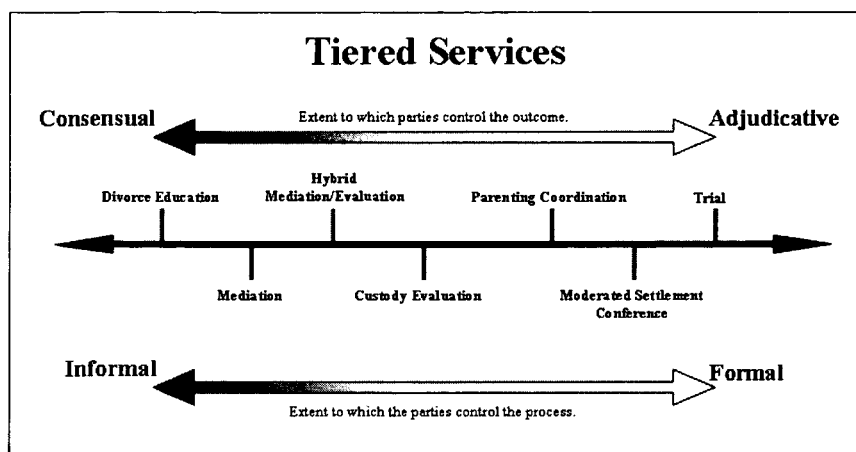 Tiered Services
Consensual
Extent to which parties control the outcome.
Adjudicative
Hybrid
Divorce Education
Mediation/Evaluation
Parenting Coordination
Trial
Mediation
Custody Evaluation
Moderated Settlement
Conference
Informal
Formal
Extent to which the parties control the process.